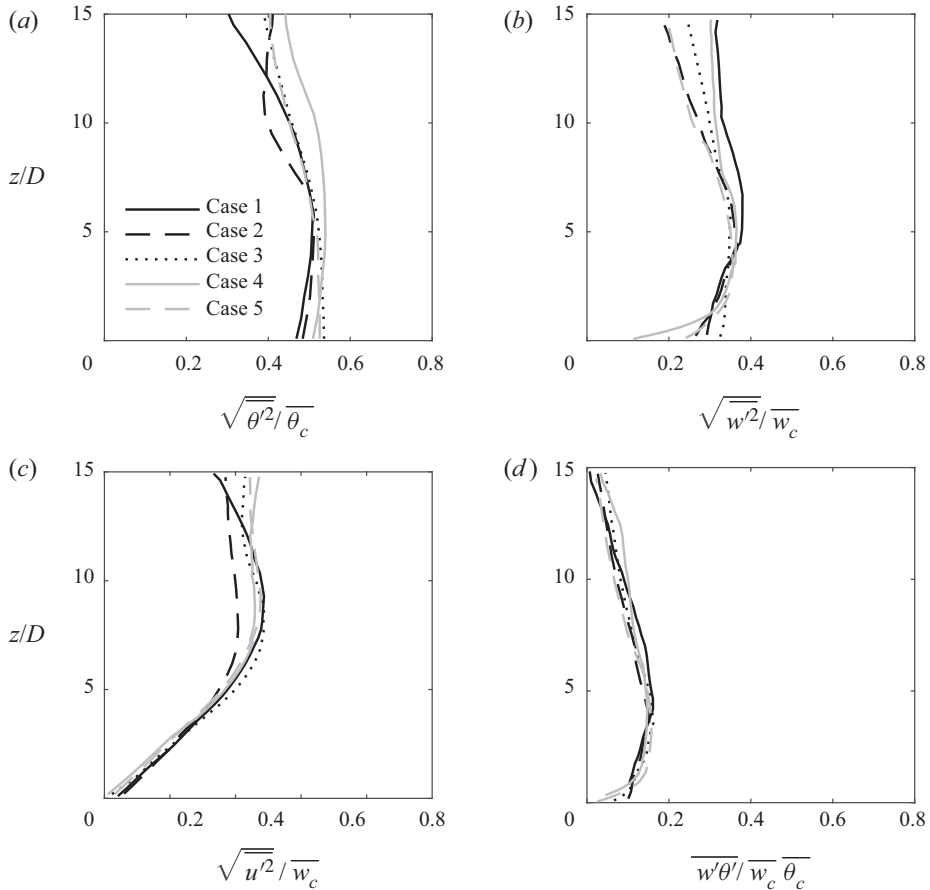 (a) (b)
15 15
10 10
z/D
Case 1
Case 2
5 5
Case 3
Case 4
Case 5
0 0.2 0.4 0.6 0.8 0 0.2 0.4 0.6 0.8
√θ′² / θc √w′² / wc
(c) (d)
15 15
10 10
z/D
5 5
0 0.2 0.4 0.6 0.8 0 0.2 0.4 0.6 0.8
√u′² / wc w′θ′ / wc θc